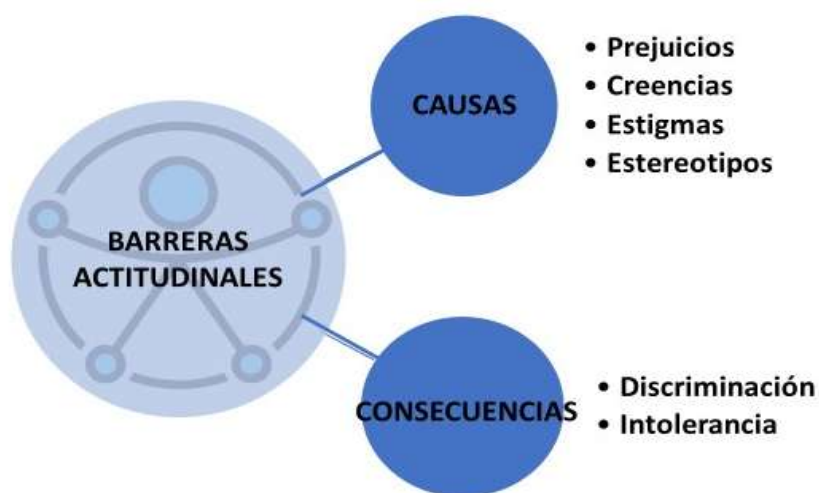 BARRERAS
ACTITUDINALES
CAUSAS
• Prejuicios
• Creencias
• Estigmas
• Estereotipos
CONSECUENCIAS
• Discriminación
• Intolerancia